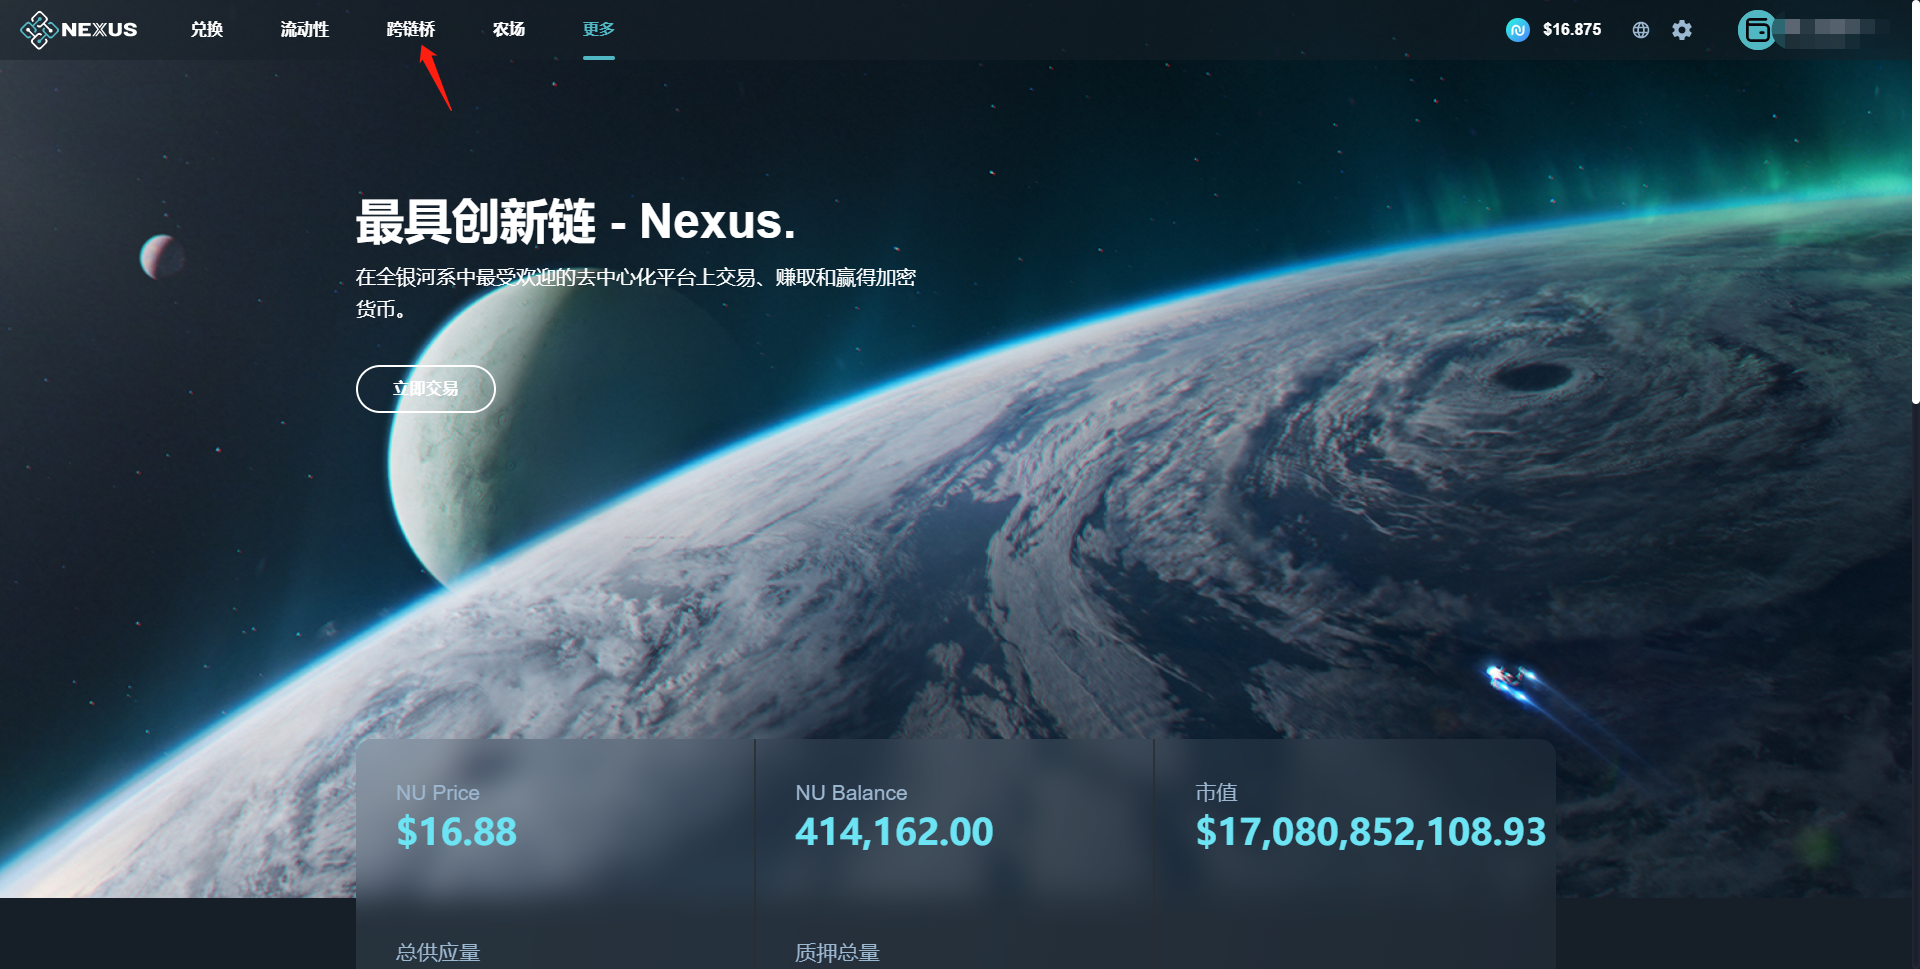 NEXUS
兑换
流动性
跨链桥
农场
更多
$16.875
最具创新链 - Nexus.
在全银河系中最受欢迎的去中心化平台上交易、赚取和赢得加密
货币。
立即交易
NU Price
$16.88
NU Balance
414,162.00
市值
$17,080,852,108.93
总供应量
质押总量